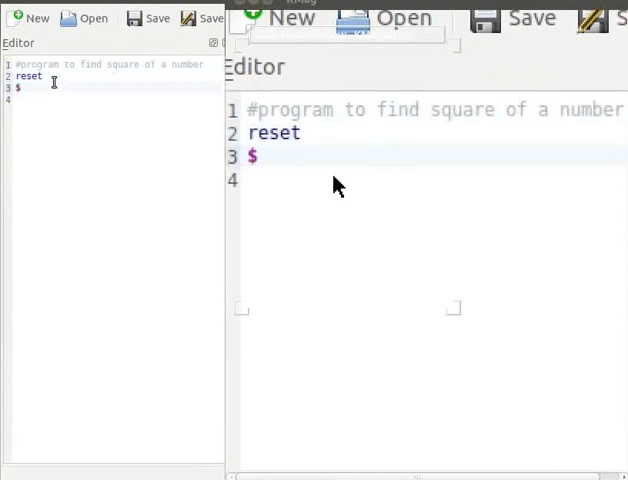 New Open Save Save
Editor
1 #program to find square of a number
2 reset
3 $
4
KMag
New Open Save S
Editor
1 #program to find square of a number
2 reset
3 $
4